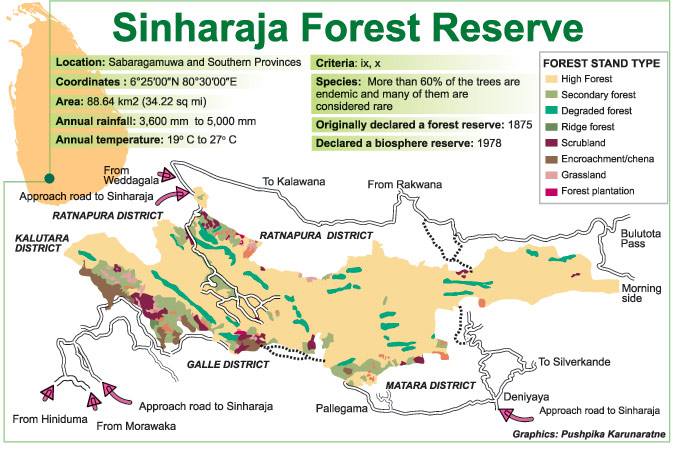 Sinharaja Forest Reserve
Location: Sabaragamuwa and Southern Provinces
Coordinates : 6°25'00"N 80°30'00"E
Area: 88.64 km2 (34.22 sq mi)
Annual rainfall: 3,600 mm to 5,000 mm
Annual temperature: 19º C to 27º C
Criteria: ix, x
Species: More than 60% of the trees are
endemic and many of them are
considered rare
Originally declared a forest reserve: 1875
Declared a biosphere reserve: 1978
FOREST STAND TYPE
High Forest
Secondary forest
Degraded forest
Ridge forest
Scrubland
Encroachment/chena
Grassland
Forest plantation
From
Weddagala
To Kalawana
From Rakwana
Approach road to Sinharaja
RATNAPURA DISTRICT
RATNAPURA DISTRICT
KALUTARA
DISTRICT
Bulutota
Pass
Morning
side
GALLE DISTRICT
MATARA DISTRICT
To Silverkande
Deniyaya
Pallegama
Approach road to Sinharaja
Approach road to Sinharaja
From Hiniduma
From Morawaka
Graphics: Pushpika Karunaratne